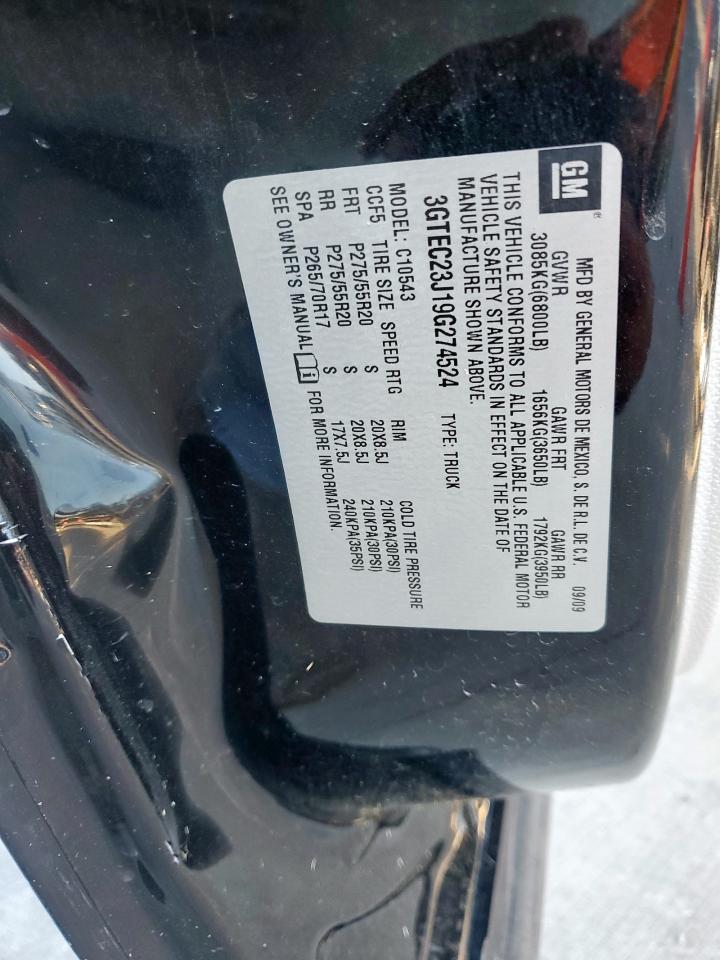 GM
MFD BY GENERAL MOTORS DE MEXICO, S. DE R.L. DE C.V. 09/09
GVWR GAWR FRT GAWR RR
3085KG(6800LB) 1656KG(3650LB) 1792KG(3950LB)
THIS VEHICLE CONFORMS TO ALL APPLICABLE U.S. FEDERAL MOTOR
VEHICLE SAFETY STANDARDS IN EFFECT ON THE DATE OF
MANUFACTURE SHOWN ABOVE.
3GTEC23J19G274524 TYPE: TRUCK
MODEL: C10543
CCF5 TIRE SIZE SPEED RTG RIM COLD TIRE PRESSURE
FRT P275/55R20 S 20X8.5J 210KPA(30PSI)
RR P275/55R20 S 20X8.5J 210KPA(30PSI)
SPA P265/70R17 S 17X7.5J 240KPA(35PSI)
SEE OWNER'S MANUAL i FOR MORE INFORMATION.